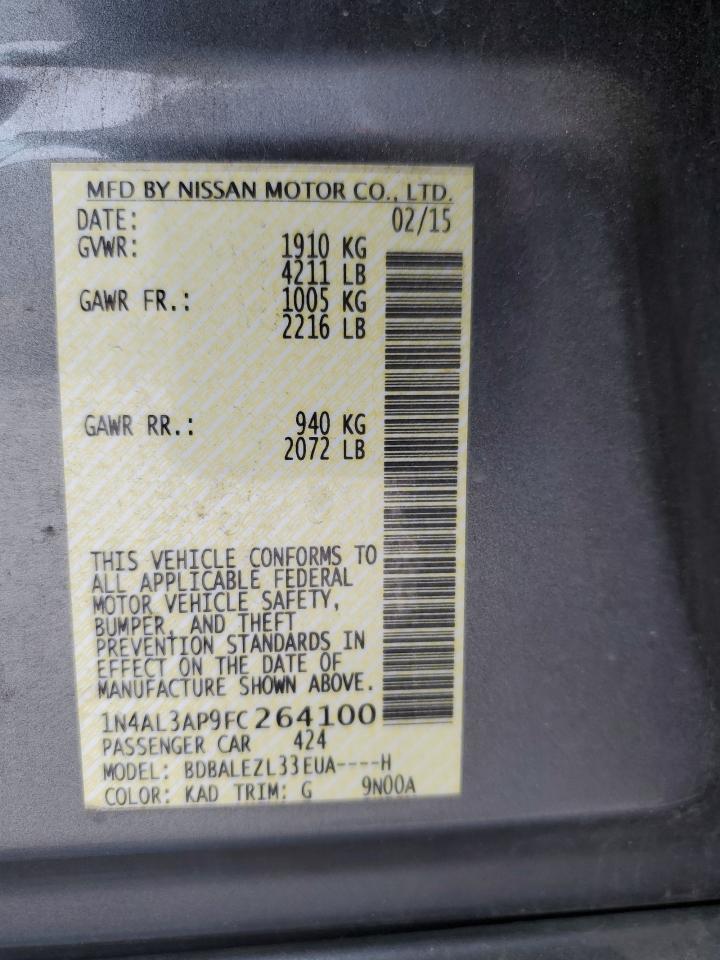 MFD BY NISSAN MOTOR CO., LTD.
DATE: 02/15
GVWR: 1910 KG
4211 LB
GAWR FR.: 1005 KG
2216 LB
GAWR RR.: 940 KG
2072 LB
THIS VEHICLE CONFORMS TO
ALL APPLICABLE FEDERAL
MOTOR VEHICLE SAFETY,
BUMPER, AND THEFT
PREVENTION STANDARDS IN
EFFECT ON THE DATE OF
MANUFACTURE SHOWN ABOVE.
1N4AL3AP9FC264100
PASSENGER CAR 424
MODEL: BDBALEZL33EUA----H
COLOR: KAD TRIM: G 9N00A